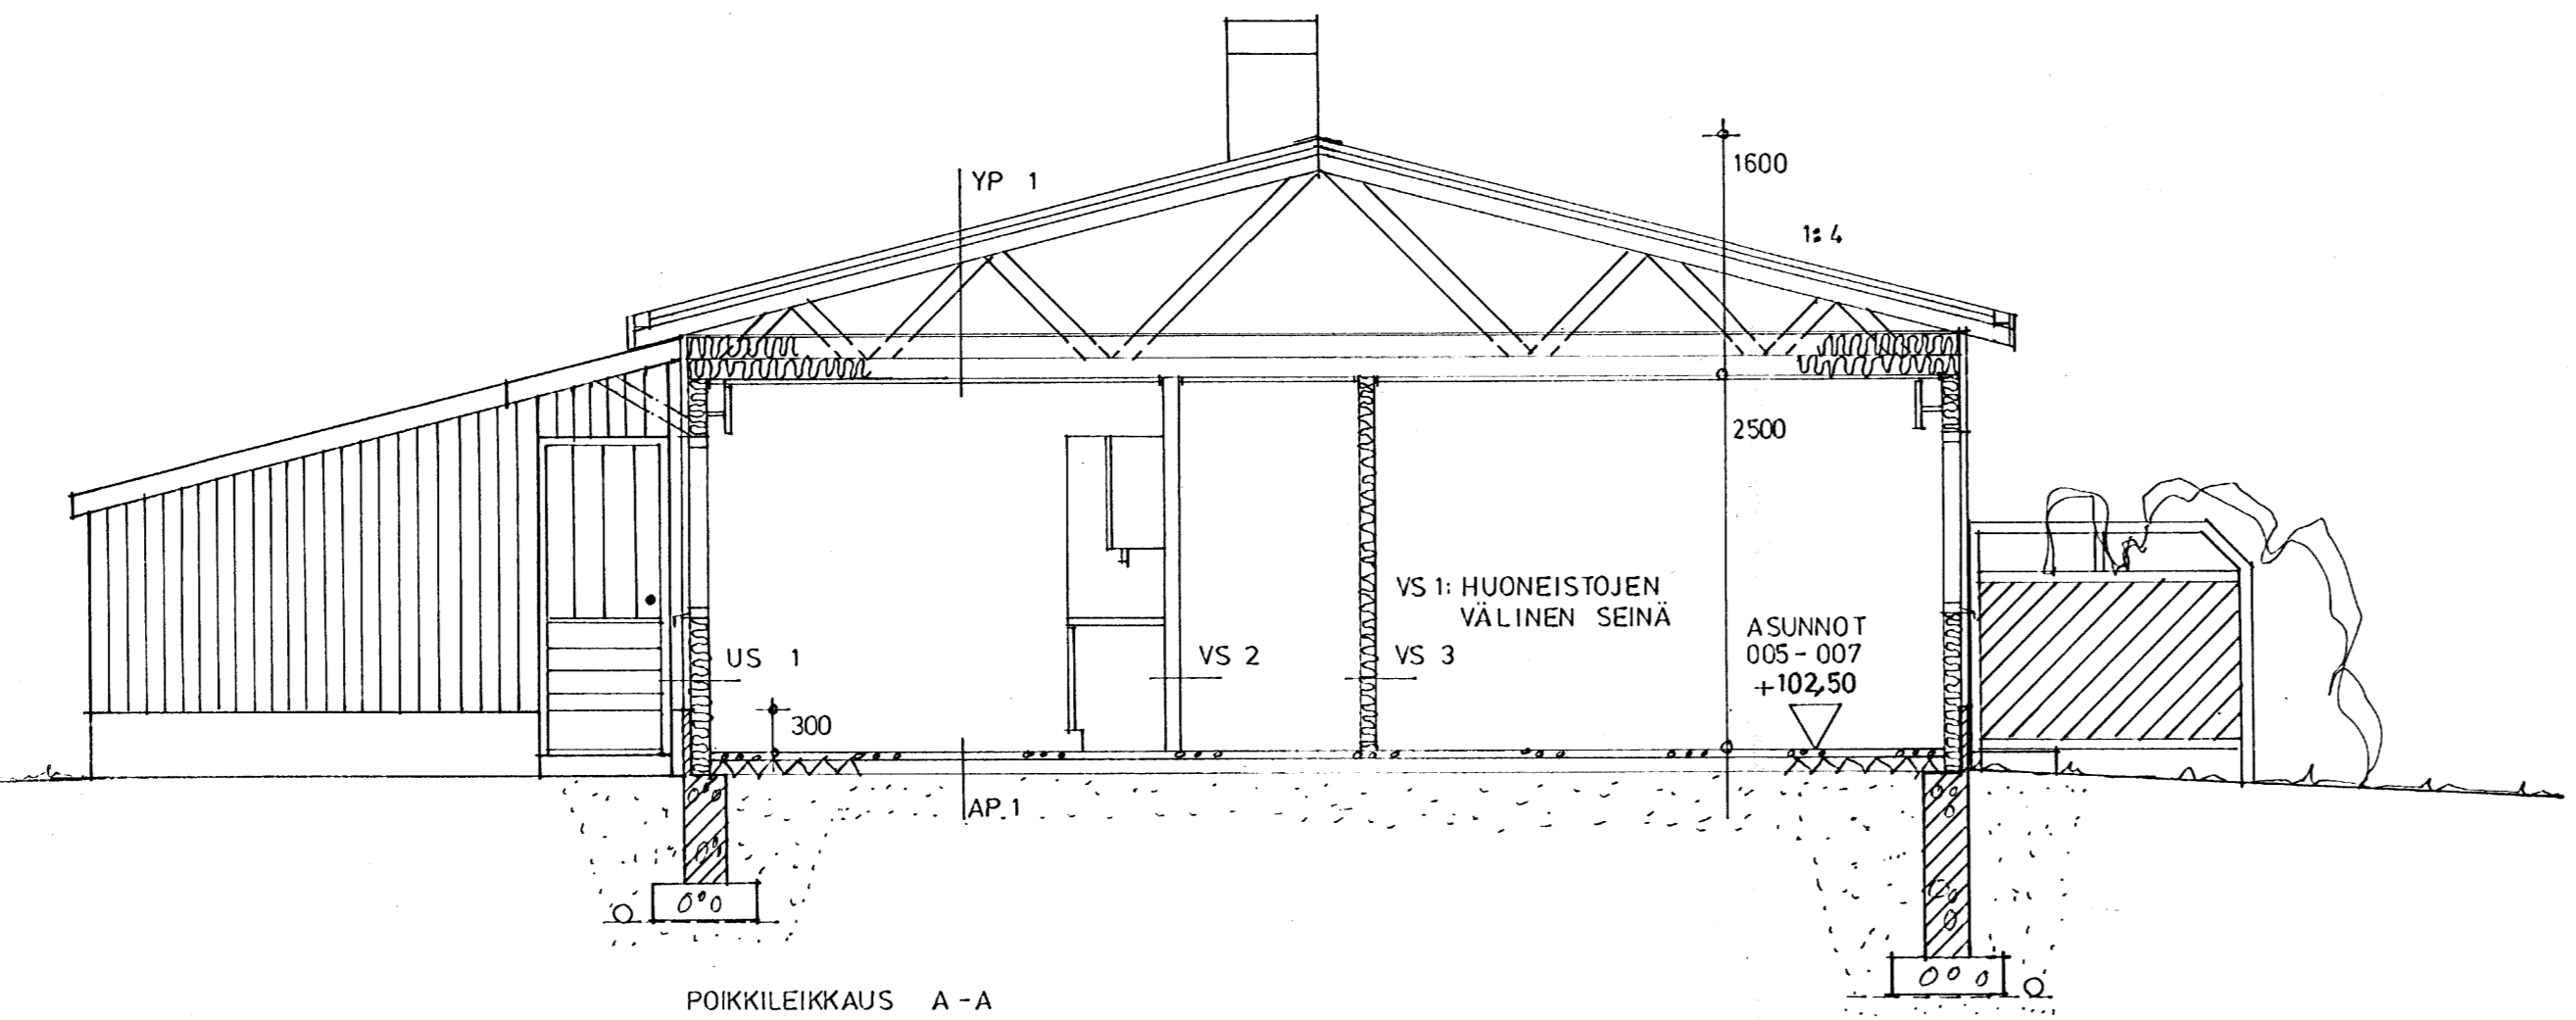 YP 1
1600
1:4
2500
VS 1: HUONEISTOJEN
VÄLINEN SEINÄ
ASUNNOT
005-007
+102,50
US 1
VS 2
VS 3
300
AP.1
POIKKILEIKKAUS A-A